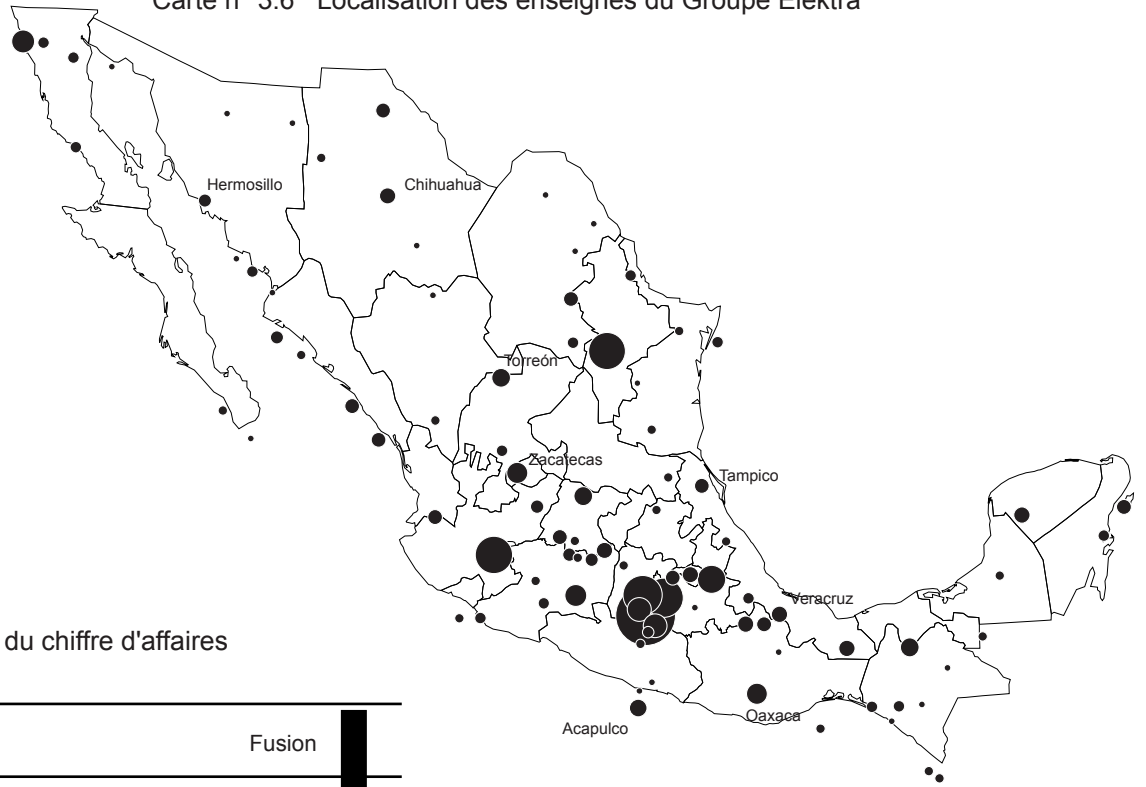 Carte n° 3.6 Localisation des enseignes du Groupe Elektra
Hermosillo
Chihuahua
Torreón
Zacatecas
Tampico
Veracruz
du chiffre d'affaires
Oaxaca
Acapulco
Fusion